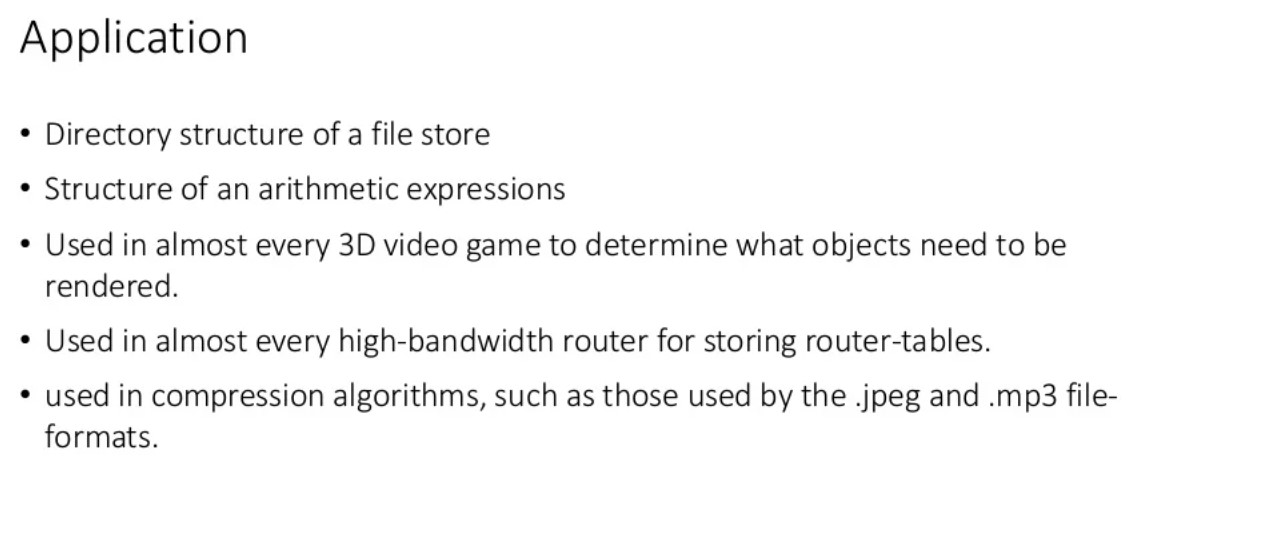 Application
• Directory structure of a file store
• Structure of an arithmetic expressions
• Used in almost every 3D video game to determine what objects need to be
rendered.
• Used in almost every high-bandwidth router for storing router-tables.
• used in compression algorithms, such as those used by the .jpeg and .mp3 file-
formats.